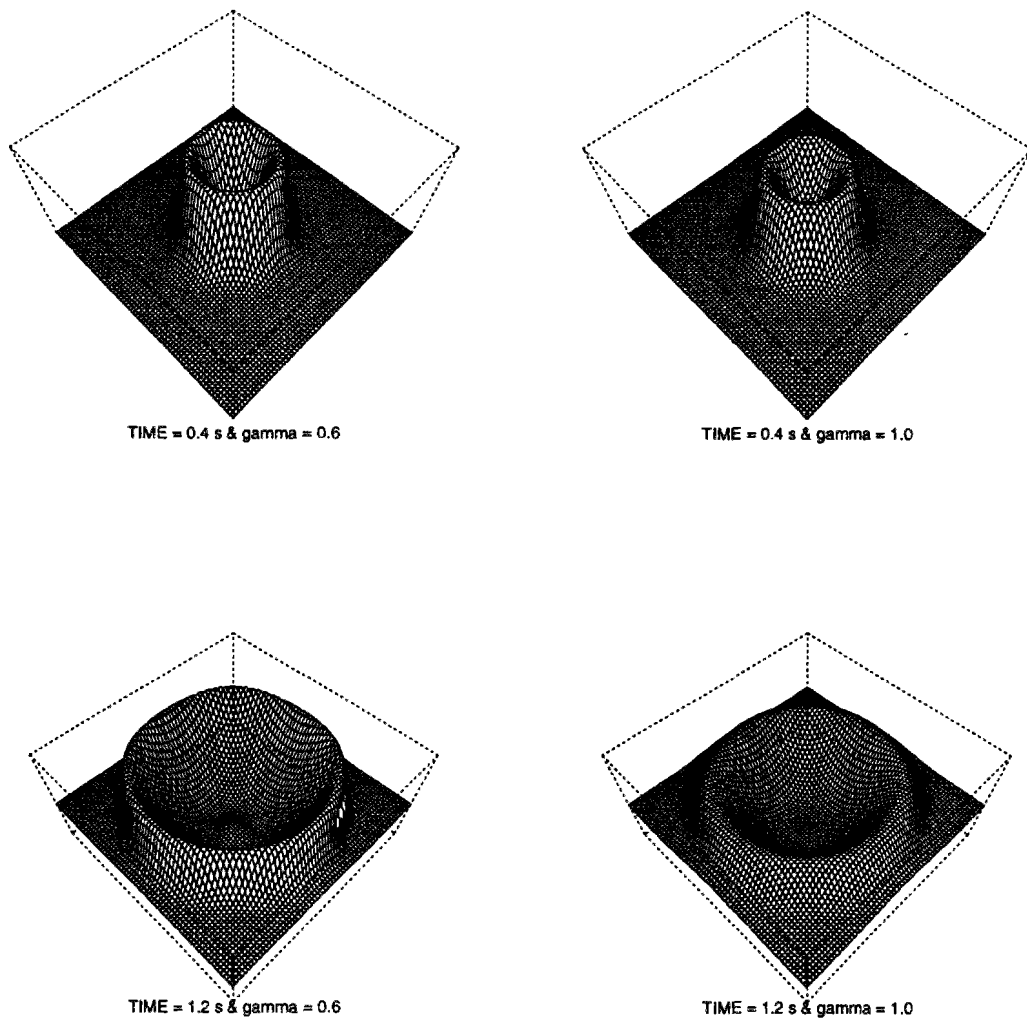 TIME = 0.4 s & gamma = 0.6
TIME = 0.4 s & gamma = 1.0
TIME = 1.2 s & gamma = 0.6
TIME = 1.2 s & gamma = 1.0